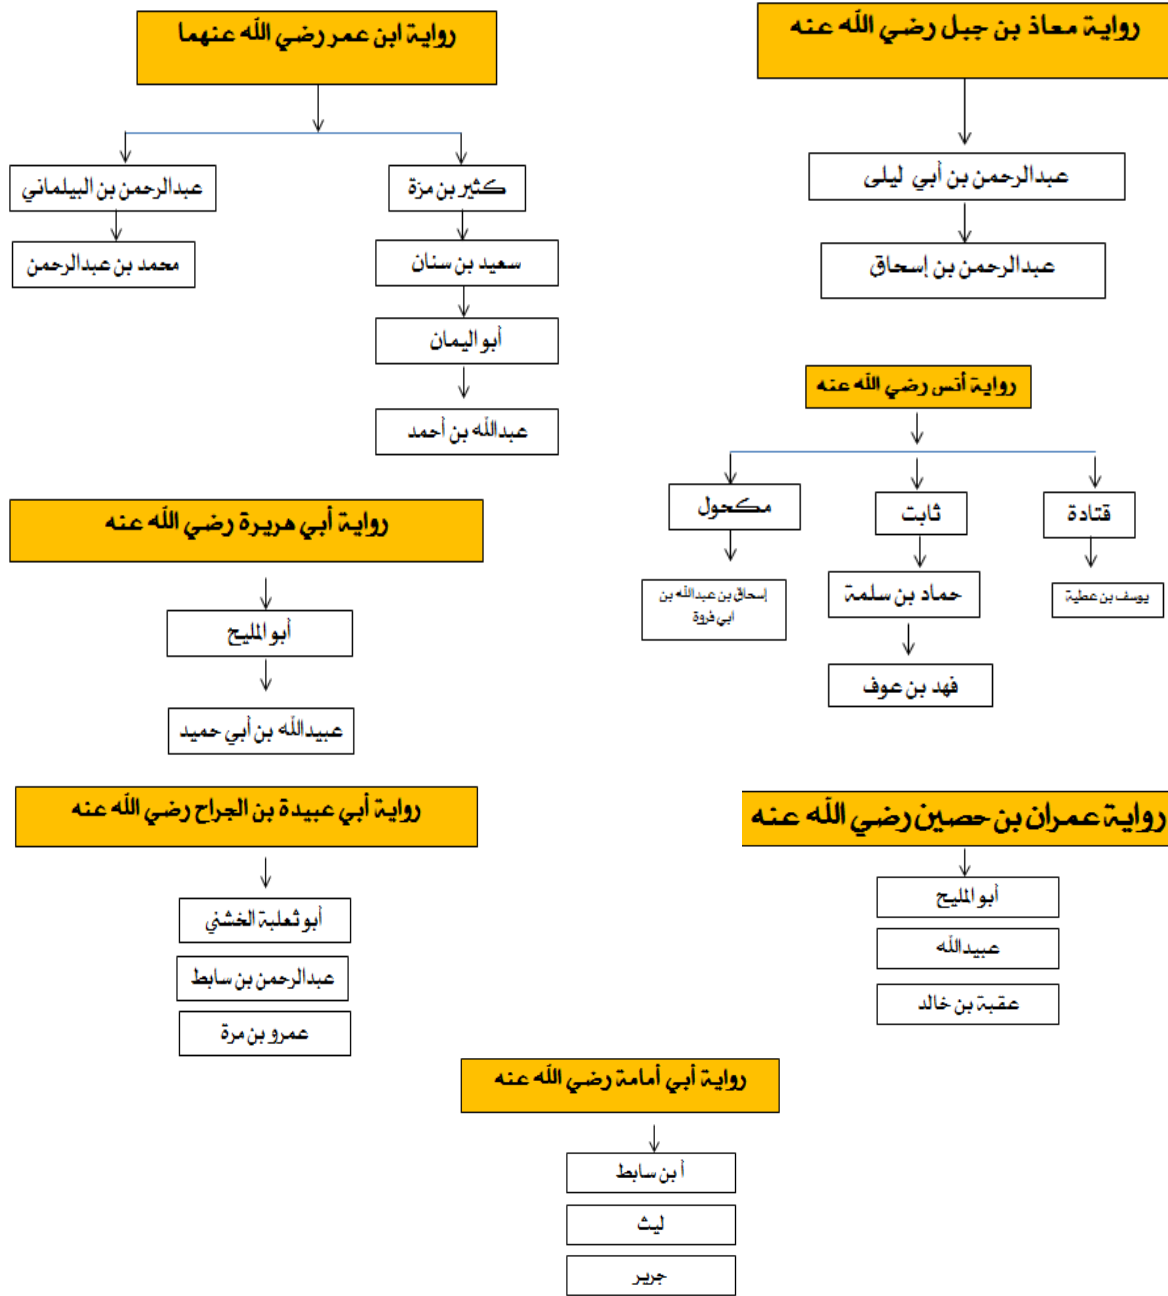 رواية معاذ بن جبل رضي الله عنه
عبدالرحمن بن أبي ليلى
عبدالرحمن بن إسحاق
رواية ابن عمر رضي الله عنهما
كثير بن مزة
عبدالرحمن بن البيلماني
سعيد بن سنان
محمد بن عبدالرحمن
أبو اليمان
عبدالله بن أحمد
رواية أنس رضي الله عنه
قتادة
ثابت
مكحول
يوسف بن عطية
حماد بن سلمة
إسحاق بن عبدالله بن
ابي فروة
فهد بن عوف
رواية أبي هريرة رضي الله عنه
أبو المليح
عبيدالله بن أبي حميد
رواية عمران بن حصين رضي الله عنه
أبو المليح
عبيدالله
عقبة بن خالد
رواية أبي عبيدة بن الجراح رضي الله عنه
أبو ثعلبة الخشني
عبدالرحمن بن سابط
عمرو بن مرة
رواية أبي أمامة رضي الله عنه
أ بن سابط
ليث
جرير